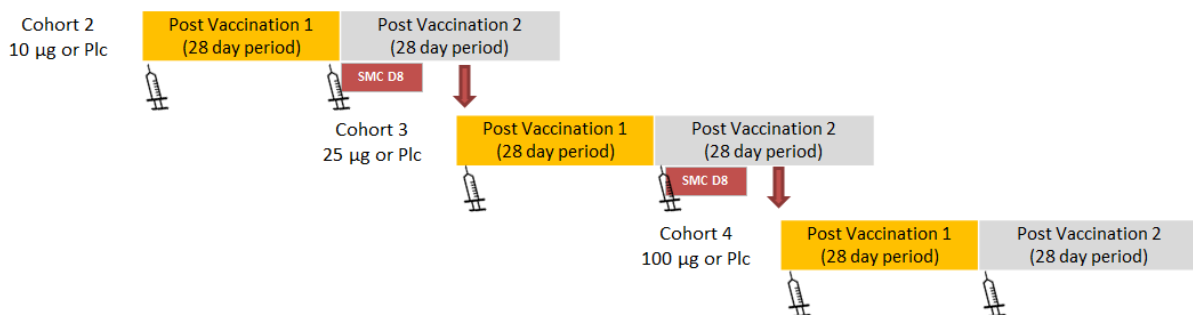 Cohort 2
10 µg or Plc
Post Vaccination 1
(28 day period)
Post Vaccination 2
(28 day period)
SMC D8
Cohort 3
25 µg or Plc
Post Vaccination 1
(28 day period)
Post Vaccination 2
(28 day period)
SMC D8
Cohort 4
100 µg or Plc
Post Vaccination 1
(28 day period)
Post Vaccination 2
(28 day period)